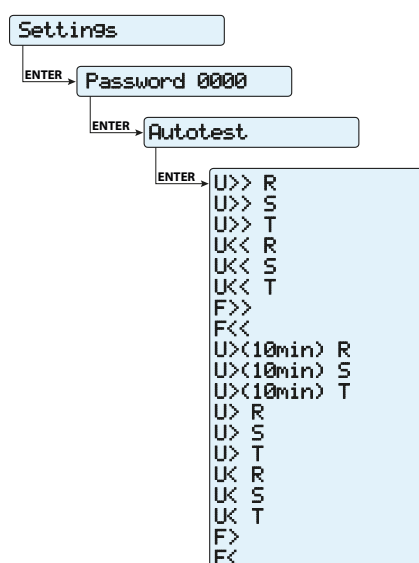 Settings
ENTER
Password 0000
ENTER
Autotest
ENTER
U>> R
U>> S
U>> T
U<< R
U<< S
U<< T
F>>
F<<
U>(10min) R
U>(10min) S
U>(10min) T
U> R
U> S
U> T
U< R
U< S
U< T
F>
F<